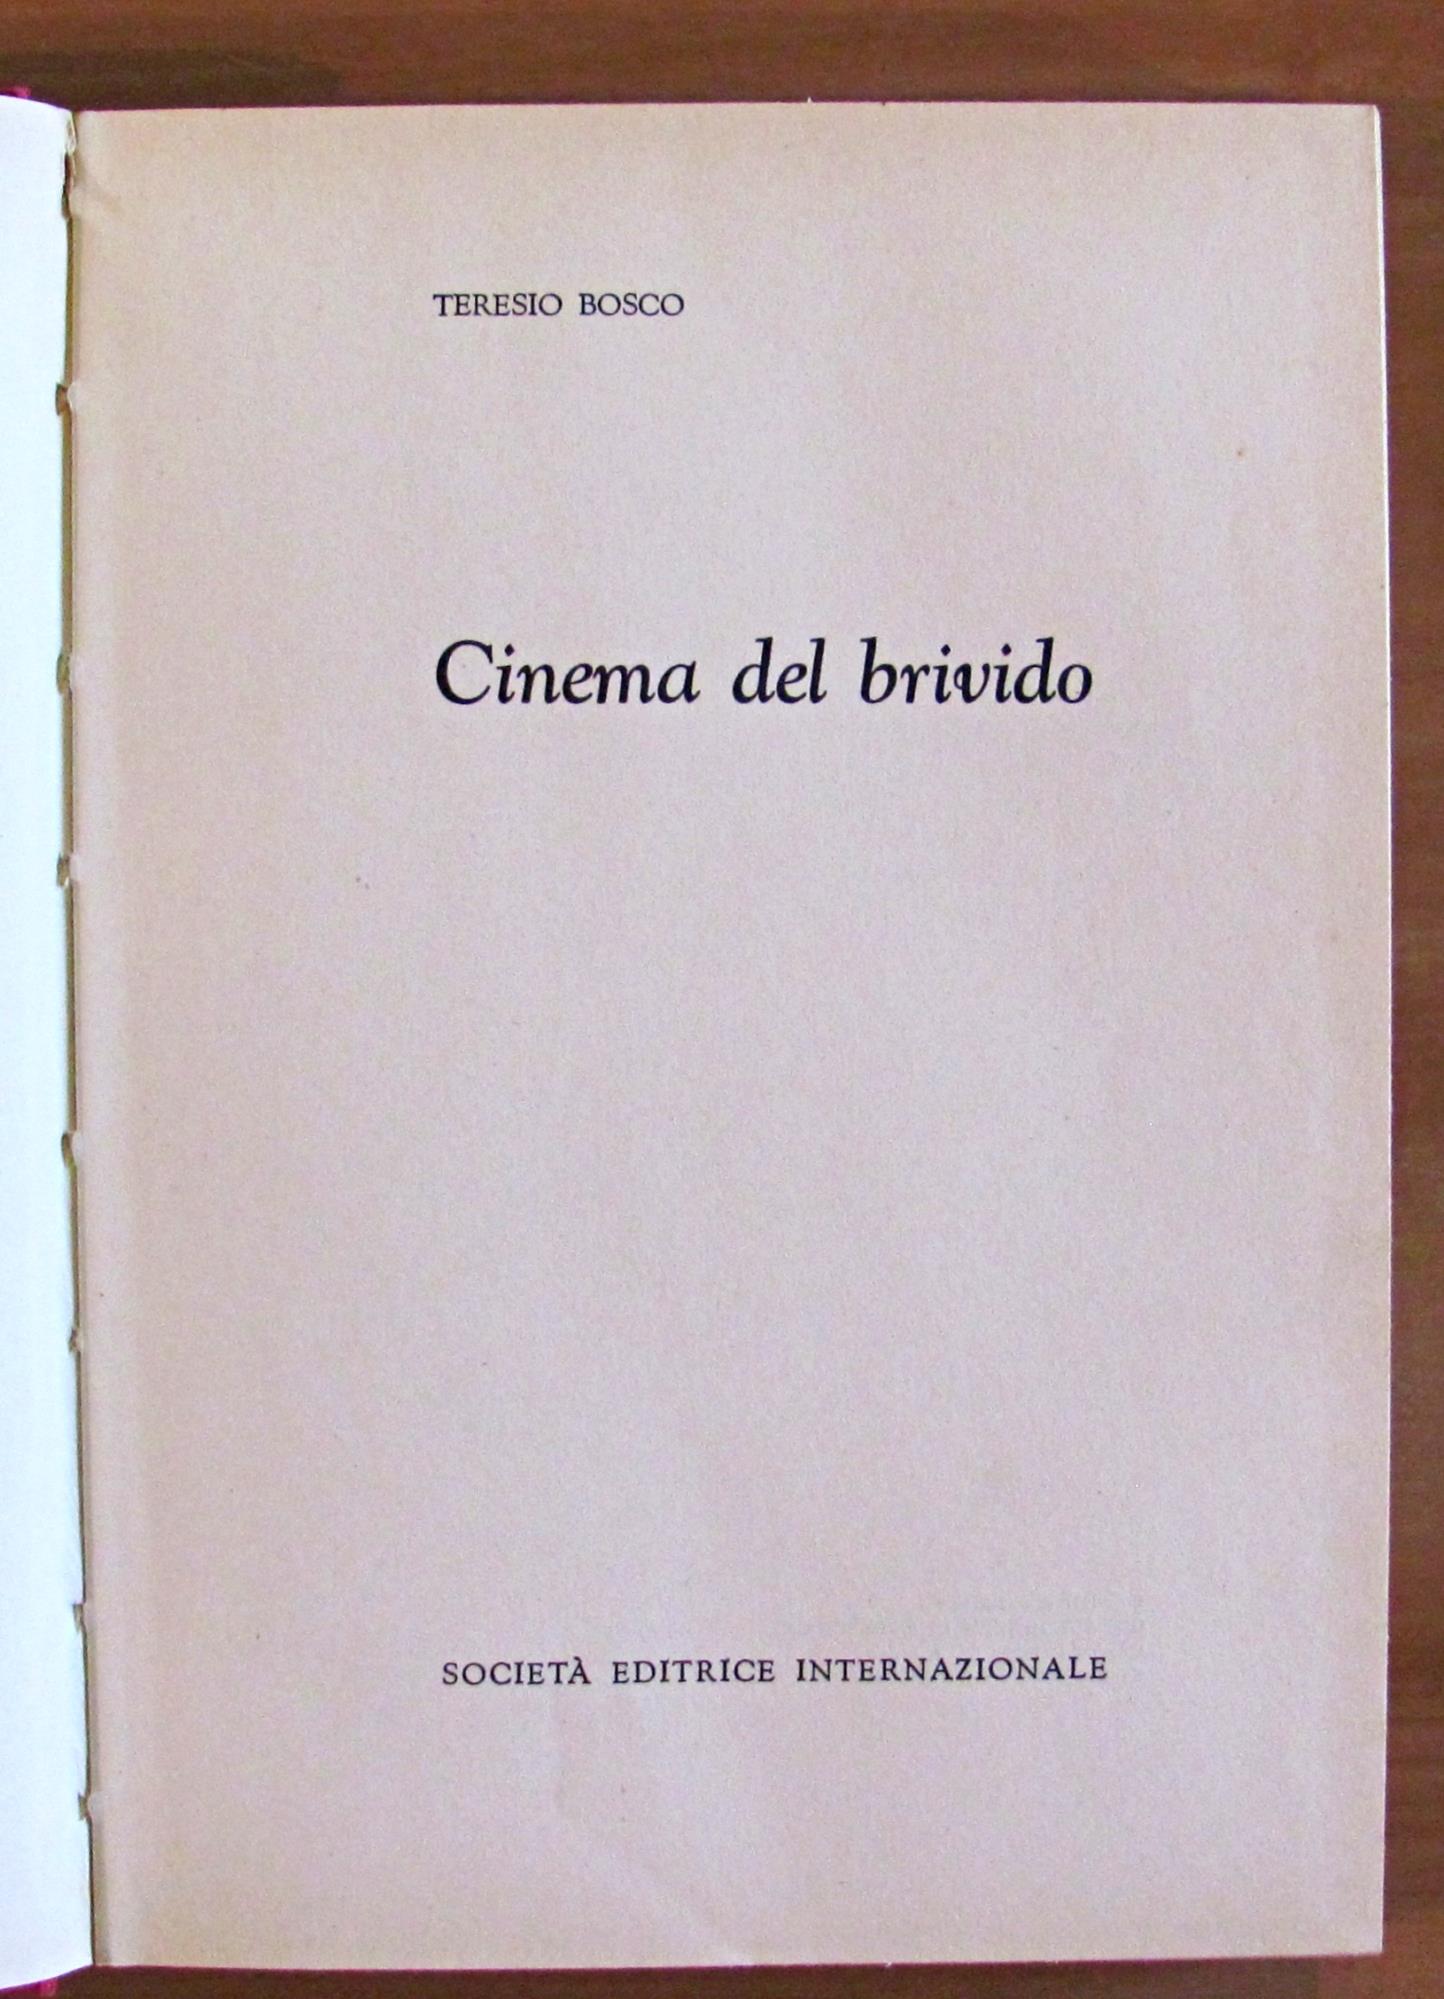 TERESIO BOSCO
Cinema del brivido
SOCIETÀ EDITRICE INTERNAZIONALE